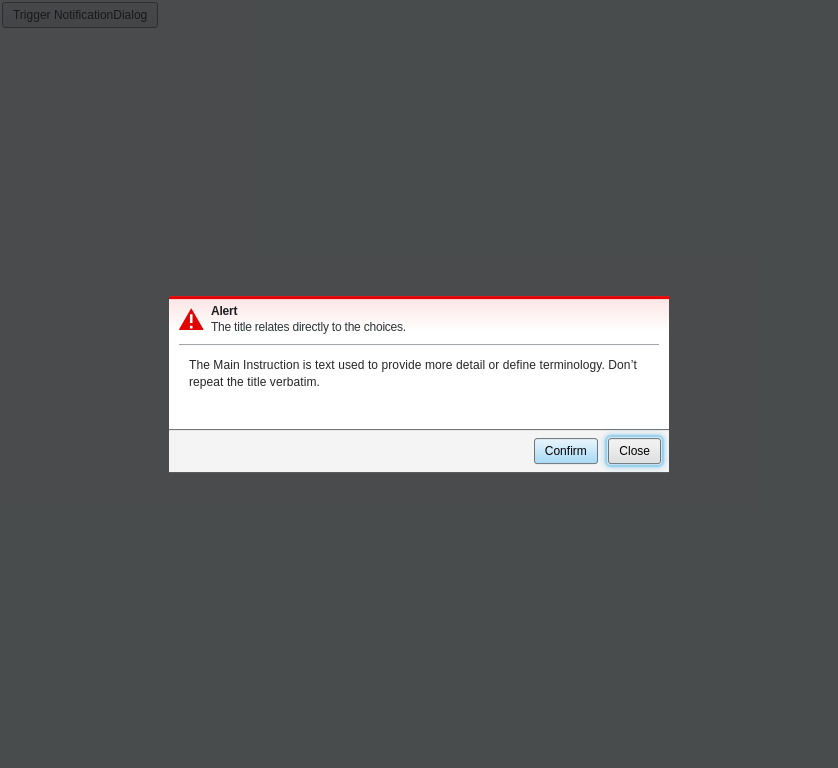 Trigger NotificationDialog
Alert
The title relates directly to the choices.
The Main Instruction is text used to provide more detail or define terminology. Don’t
repeat the title verbatim.
Confirm Close